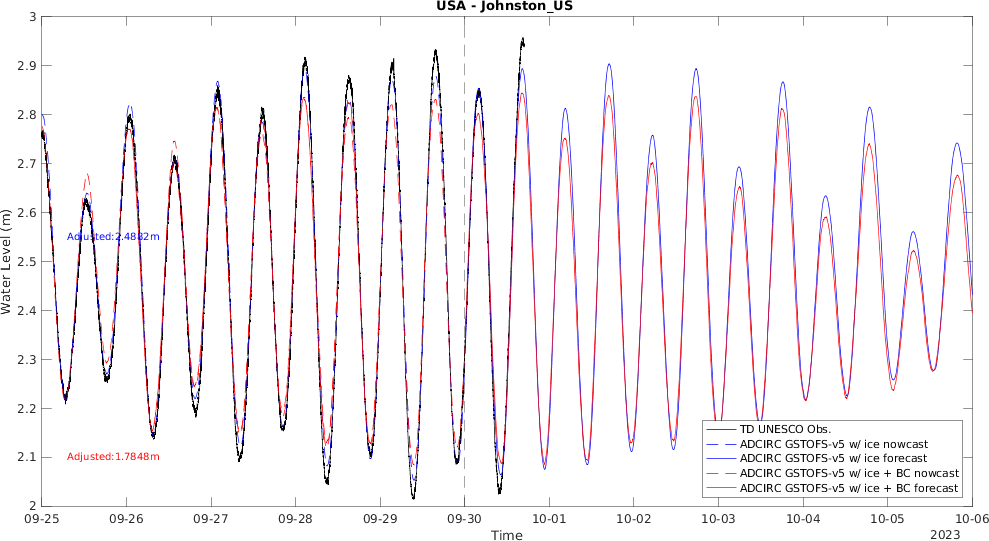 USA - Johnston_US
3
2.9
2.8
2.7
2.6
2.5
2.4
2.3
2.2
2.1
2
Water Level (m)
Adjusted:2.4882m
Adjusted:1.7848m
TD UNESCO Obs.
ADCIRC GSTOFS-v5 w/ ice nowcast
ADCIRC GSTOFS-v5 w/ ice forecast
ADCIRC GSTOFS-v5 w/ ice + BC nowcast
ADCIRC GSTOFS-v5 w/ ice + BC forecast
09-25 09-26 09-27 09-28 09-29 09-30 10-01 10-02 10-03 10-04 10-05 10-06
Time
2023